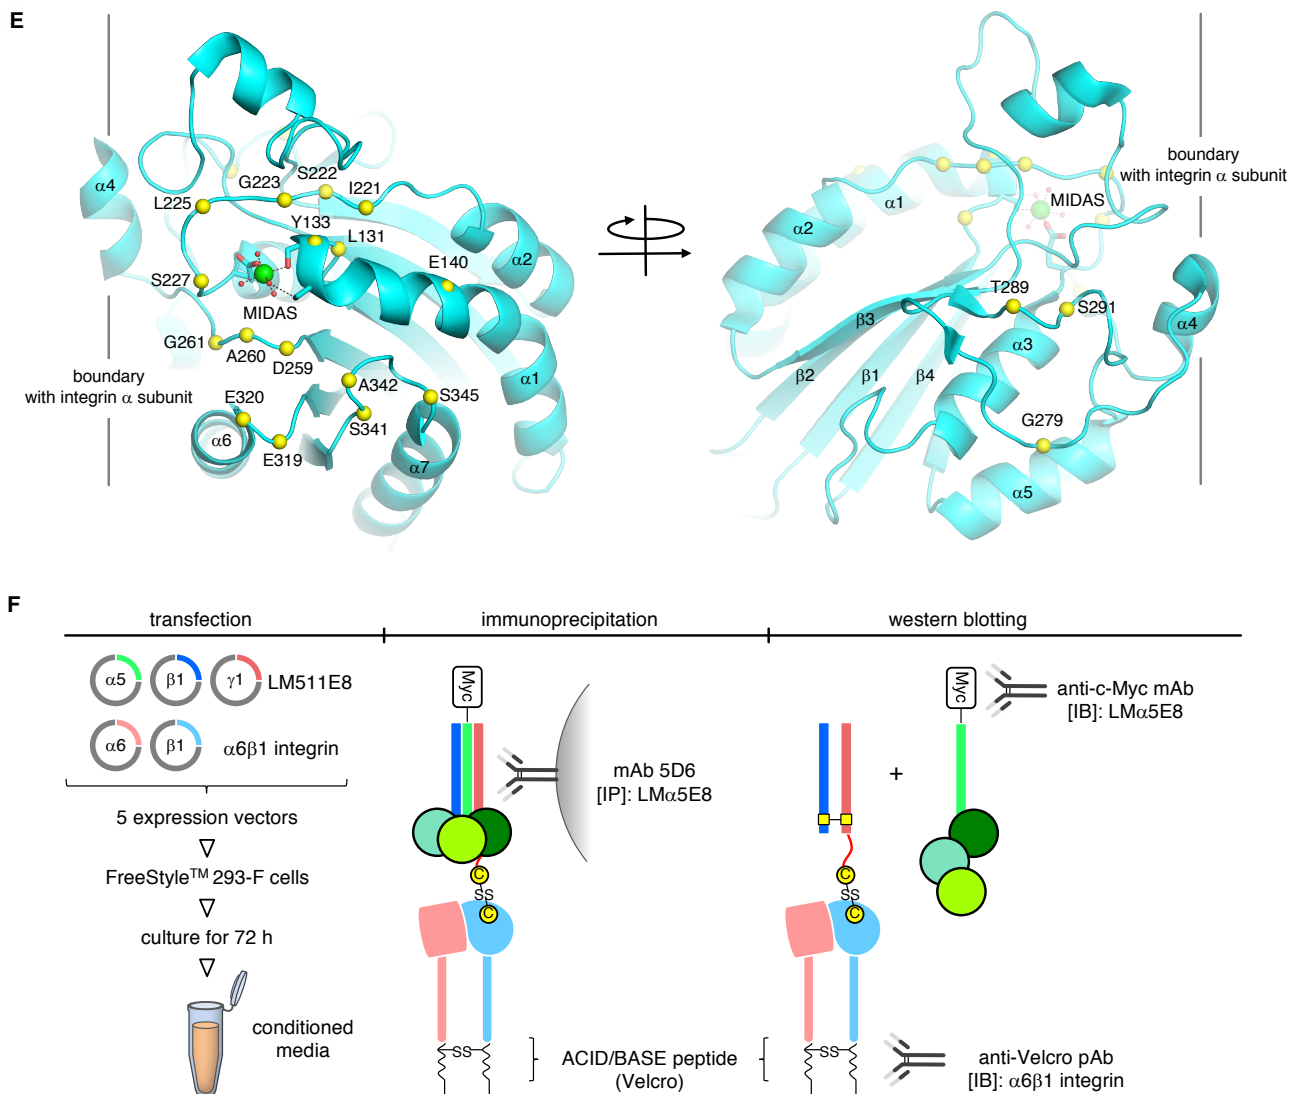 E
α4
G223
S222
I221
L225
Y133
L131
E140
α2
S227
MIDAS
G261
A260
D259
α1
boundary
with integrin α subunit
A342
S345
E320
S341
α6
E319
α7
boundary
with integrin α subunit
α1
MIDAS
α2
T289
S291
β3
α3
α4
β2
β1
β4
G279
α5
F
transfection
immunoprecipitation
western blotting
α5
β1
γ1
LM511E8
α6
β1
α6β1 integrin
5 expression vectors
FreeStyle™ 293-F cells
culture for 72 h
conditioned
media
Myc
mAb 5D6
[IP]: LMα5E8
C
SS
C
SS
ACID/BASE peptide
(Velcro)
+
Myc
anti-c-Myc mAb
[IB]: LMα5E8
C
SS
C
SS
anti-Velcro pAb
[IB]: α6β1 integrin